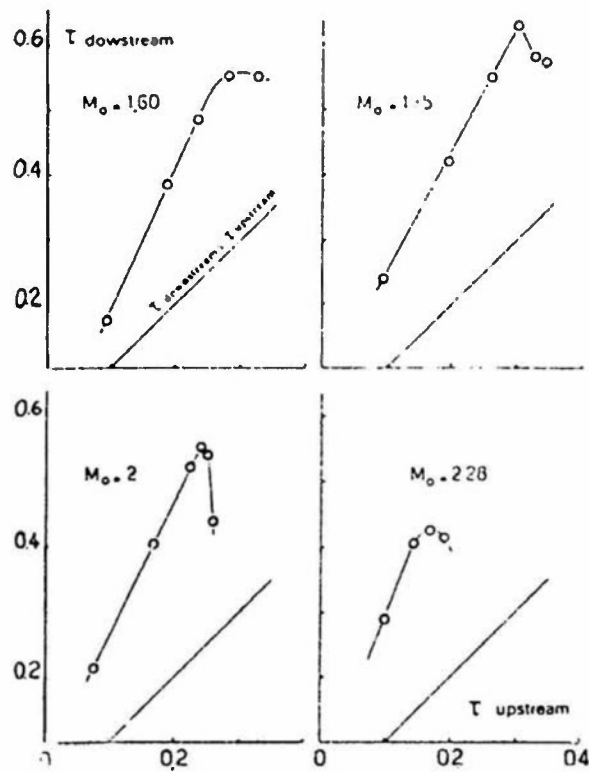 0.6
τ dowstream
M₀ = 1.60
0.4
τ downstream = τ upstream
0.2
0.6
M₀ = 2
M₀ = 2.28
0.4
0.2
τ upstream
0
0.2
0
0.2
0.4